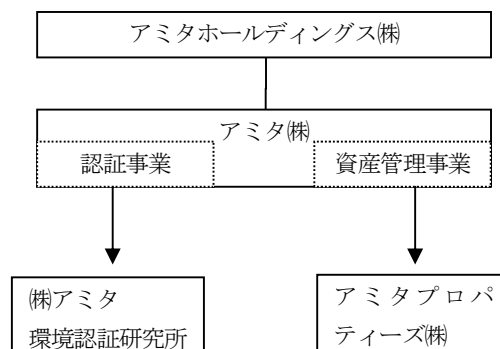 アミタホールディングス㈱
アミタ㈱
認証事業
資産管理事業
㈱アミタ
環境認証研究所
アミタプロパ
ティーズ㈱